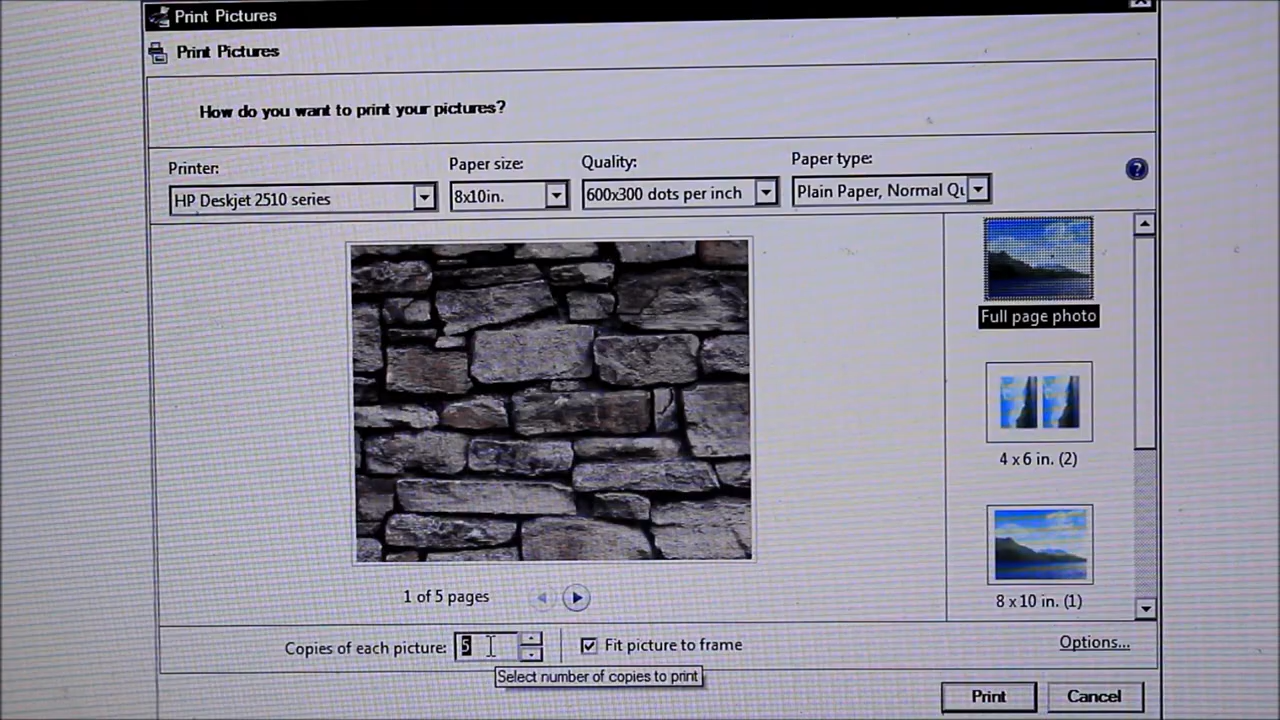 Print Pictures
Print Pictures
How do you want to print your pictures?
Printer:
Paper size:
Quality:
Paper type:
HP Deskjet 2510 series
8x10in.
600x300 dots per inch
Plain Paper, Normal Qu
?
Full page photo
4 x 6 in. (2)
8 x 10 in. (1)
1 of 5 pages
Copies of each picture:
5
Fit picture to frame
Options...
Select number of copies to print
Print
Cancel